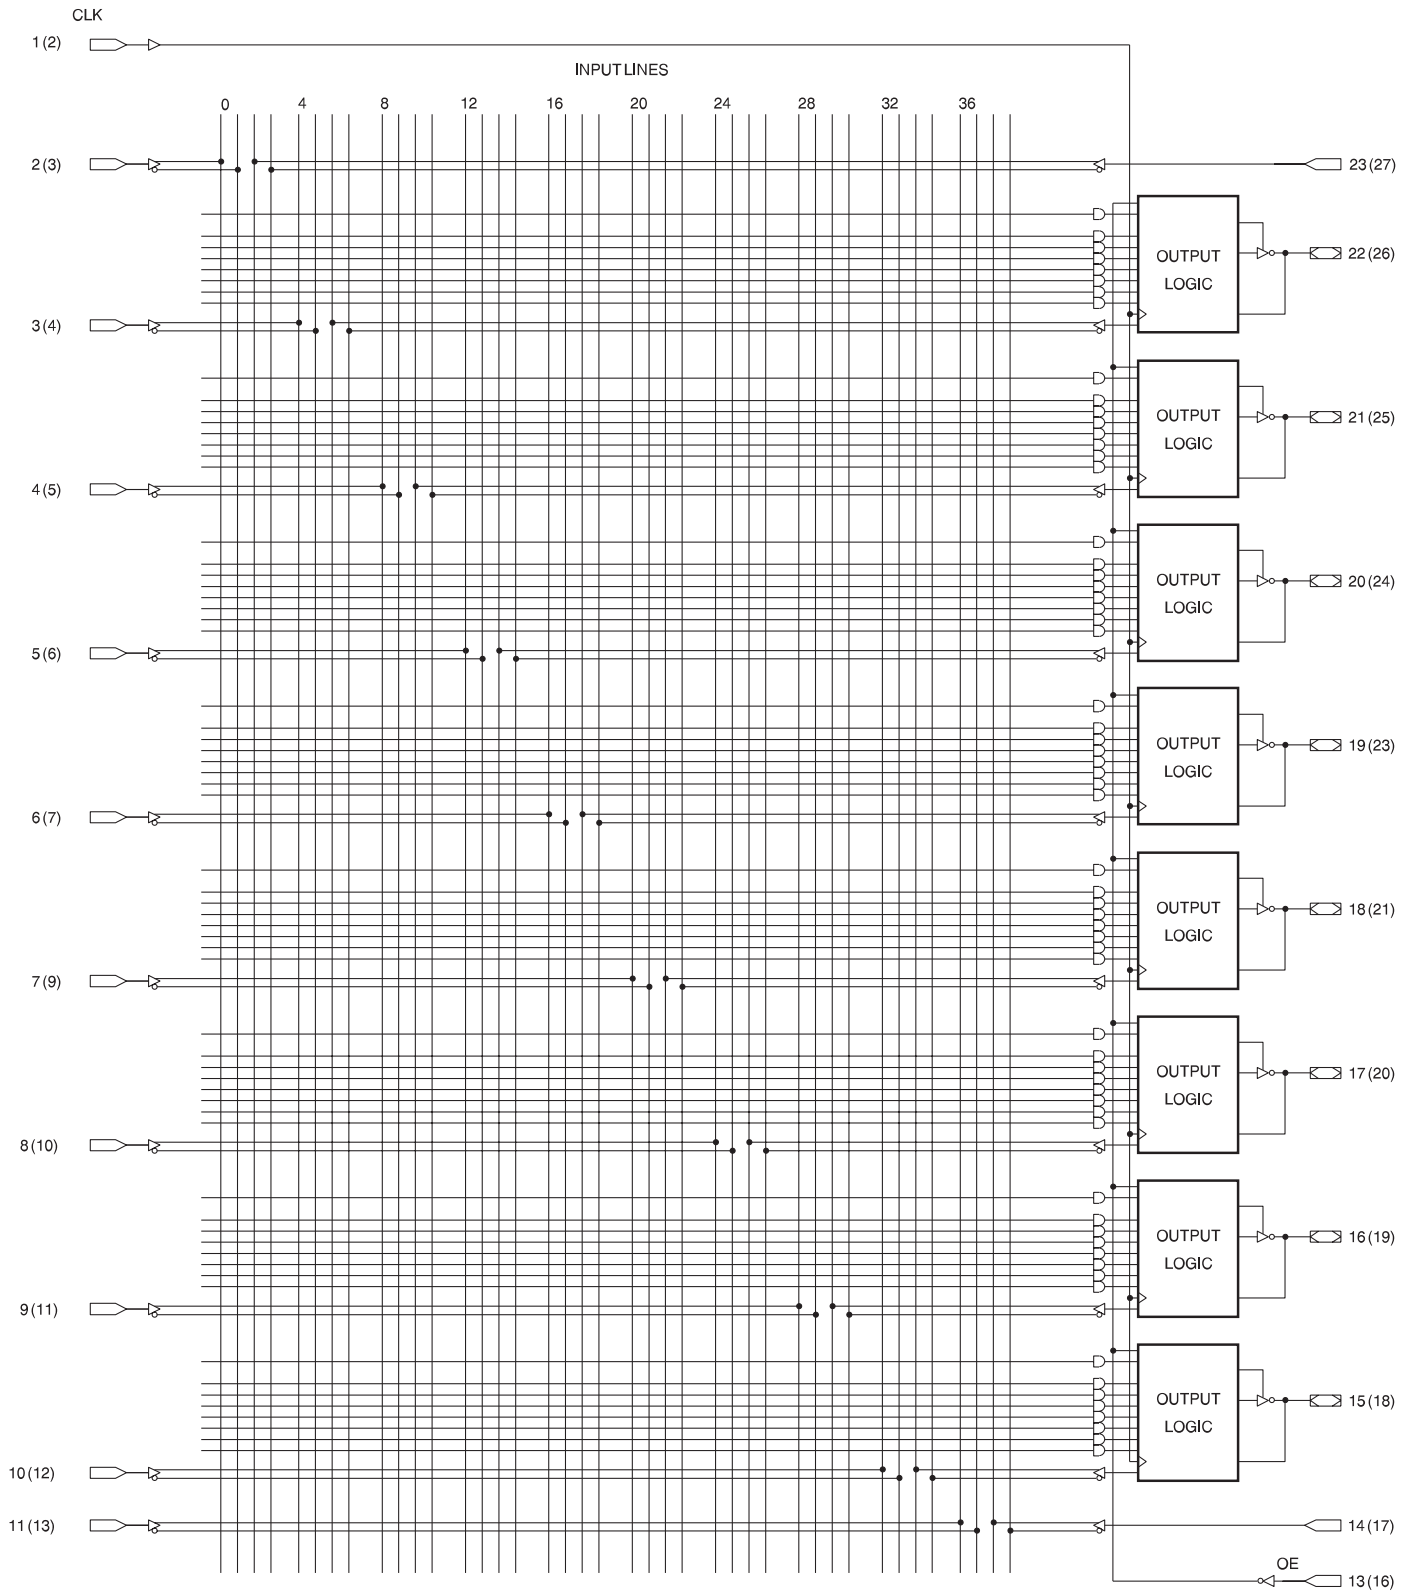 CLK
1 (2)
INPUT LINES
0 4 8 12 16 20 24 28 32 36
2 (3)
23 (27)
OUTPUT
LOGIC
22 (26)
3 (4)
OUTPUT
LOGIC
21 (25)
4 (5)
OUTPUT
LOGIC
20 (24)
5 (6)
OUTPUT
LOGIC
19 (23)
6 (7)
OUTPUT
LOGIC
18 (21)
7 (9)
OUTPUT
LOGIC
17 (20)
8 (10)
OUTPUT
LOGIC
16 (19)
9 (11)
OUTPUT
LOGIC
15 (18)
10 (12)
11 (13)
14 (17)
OE
13 (16)